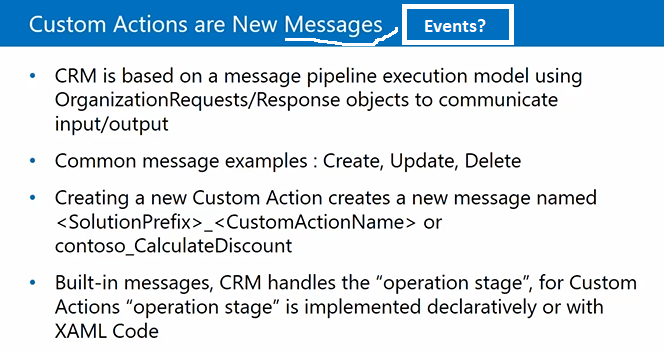 Custom Actions are New Messages Events?
• CRM is based on a message pipeline execution model using
OrganizationRequests/Response objects to communicate
input/output
• Common message examples : Create, Update, Delete
• Creating a new Custom Action creates a new message named
<SolutionPrefix>_<CustomActionName> or
contoso_CalculateDiscount
• Built-in messages, CRM handles the “operation stage”, for Custom
Actions “operation stage” is implemented declaratively or with
XAML Code